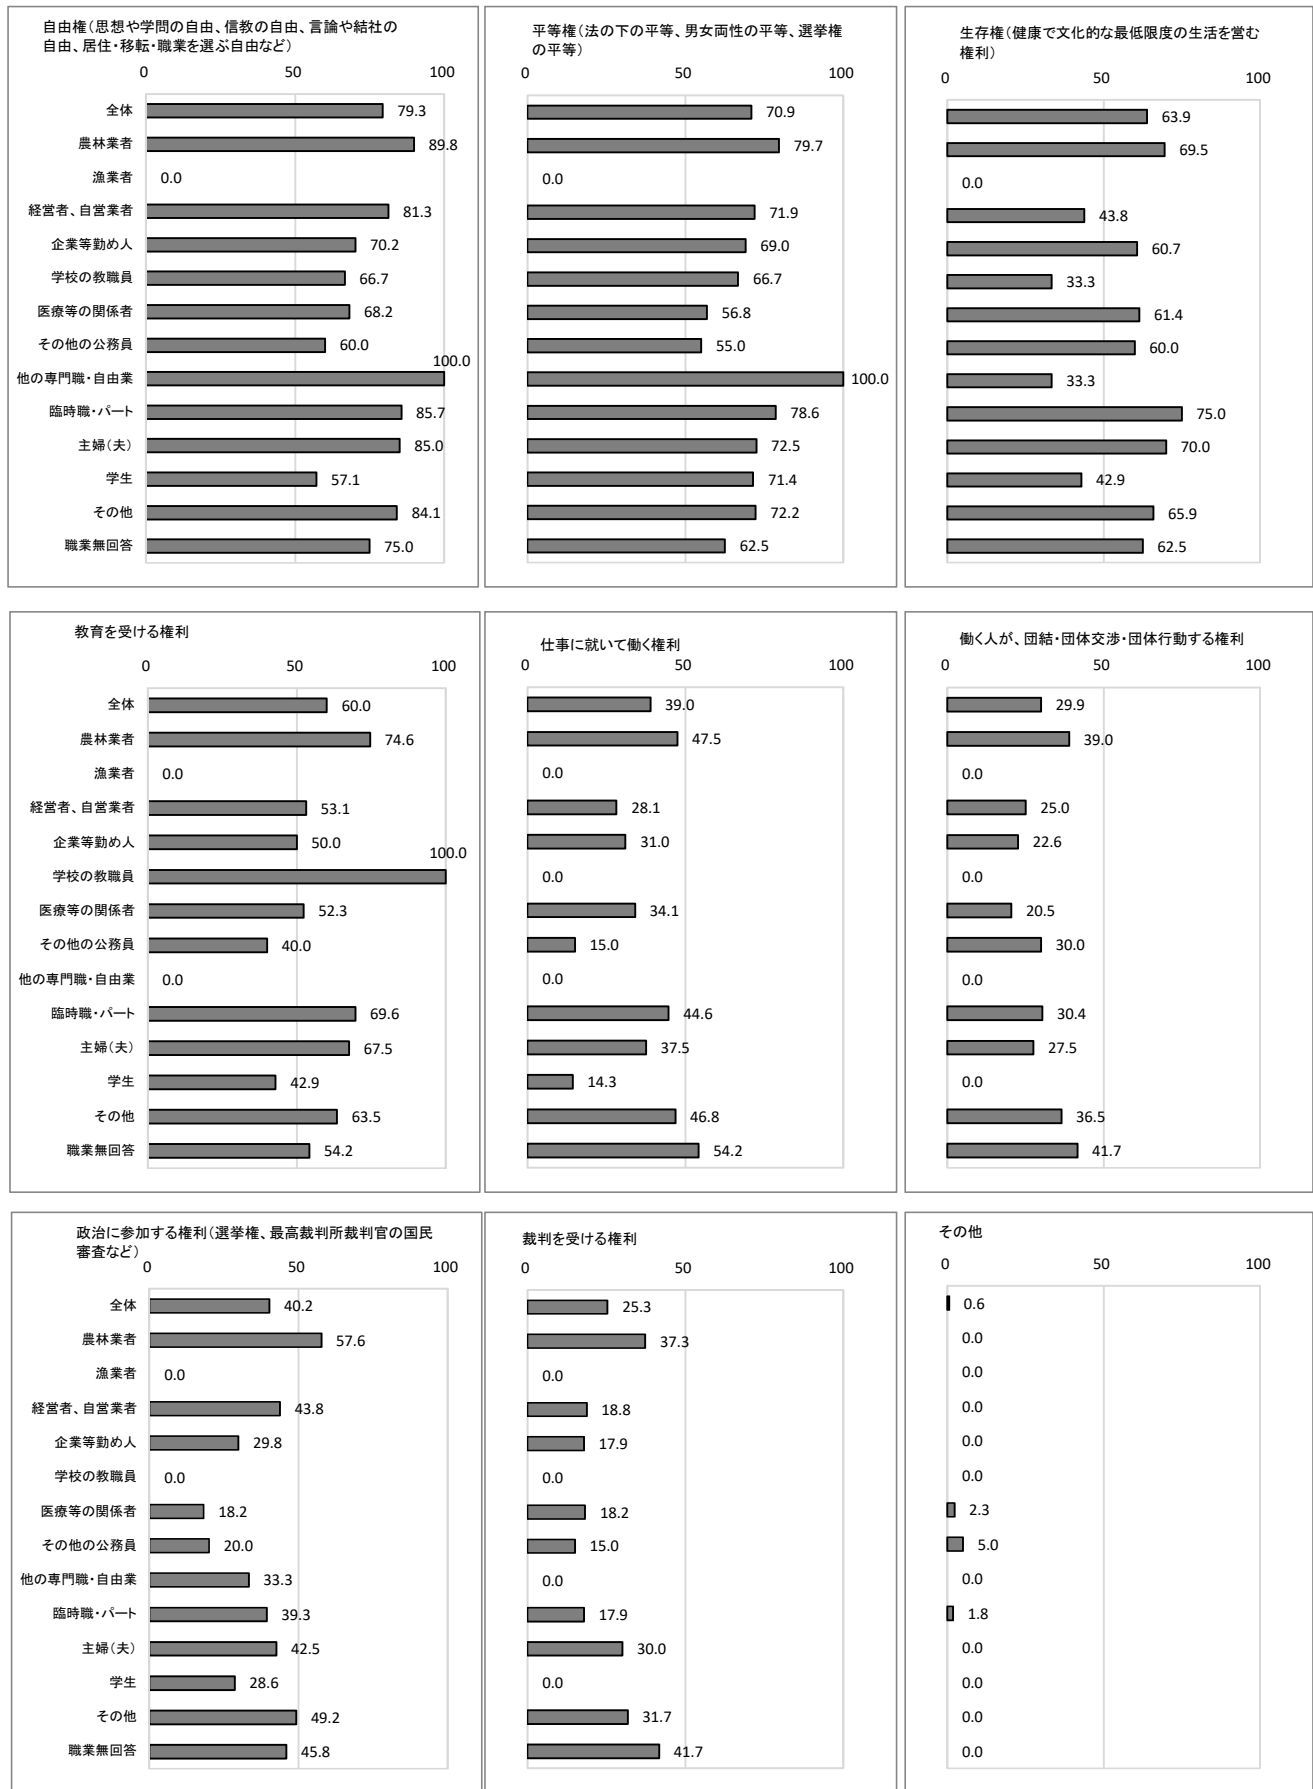 自由権(思想や学問の自由、信教の自由、言論や結社の
自由、居住・移転・職業を選ぶ自由など)
0 50 100
全体 79.3
農林業者 89.8
漁業者 0.0
経営者、自営業者 81.3
企業等勤め人 70.2
学校の教職員 66.7
医療等の関係者 68.2
その他の公務員 60.0
他の専門職・自由業 100.0
臨時職・パート 85.7
主婦(夫) 85.0
学生 57.1
その他 84.1
職業無回答 75.0
平等権(法の下の平等、男女両性の平等、選挙権
の平等)
0 50 100
70.9
79.7
0.0
71.9
69.0
66.7
56.8
55.0
100.0
78.6
72.5
71.4
72.2
62.5
生存権(健康で文化的な最低限度の生活を営む
権利)
0 50 100
63.9
69.5
0.0
43.8
60.7
33.3
61.4
60.0
33.3
75.0
70.0
42.9
65.9
62.5
教育を受ける権利
0 50 100
全体 60.0
農林業者 74.6
漁業者 0.0
経営者、自営業者 53.1
企業等勤め人 50.0
学校の教職員 100.0
医療等の関係者 52.3
その他の公務員 40.0
他の専門職・自由業 0.0
臨時職・パート 69.6
主婦(夫) 67.5
学生 42.9
その他 63.5
職業無回答 54.2
仕事に就いて働く権利
0 50 100
39.0
47.5
0.0
28.1
31.0
0.0
34.1
15.0
0.0
44.6
37.5
14.3
46.8
54.2
働く人が、団結・団体交渉・団体行動する権利
0 50 100
29.9
39.0
0.0
25.0
22.6
0.0
20.5
30.0
0.0
30.4
27.5
0.0
36.5
41.7
政治に参加する権利(選挙権、最高裁判所裁判官の国民
審査など)
0 50 100
全体 40.2
農林業者 57.6
漁業者 0.0
経営者、自営業者 43.8
企業等勤め人 29.8
学校の教職員 0.0
医療等の関係者 18.2
その他の公務員 20.0
他の専門職・自由業 33.3
臨時職・パート 39.3
主婦(夫) 42.5
学生 28.6
その他 49.2
職業無回答 45.8
裁判を受ける権利
0 50 100
25.3
37.3
0.0
18.8
17.9
0.0
18.2
15.0
0.0
17.9
30.0
0.0
31.7
41.7
その他
0 50 100
0.6
0.0
0.0
0.0
0.0
0.0
2.3
5.0
0.0
1.8
0.0
0.0
0.0
0.0